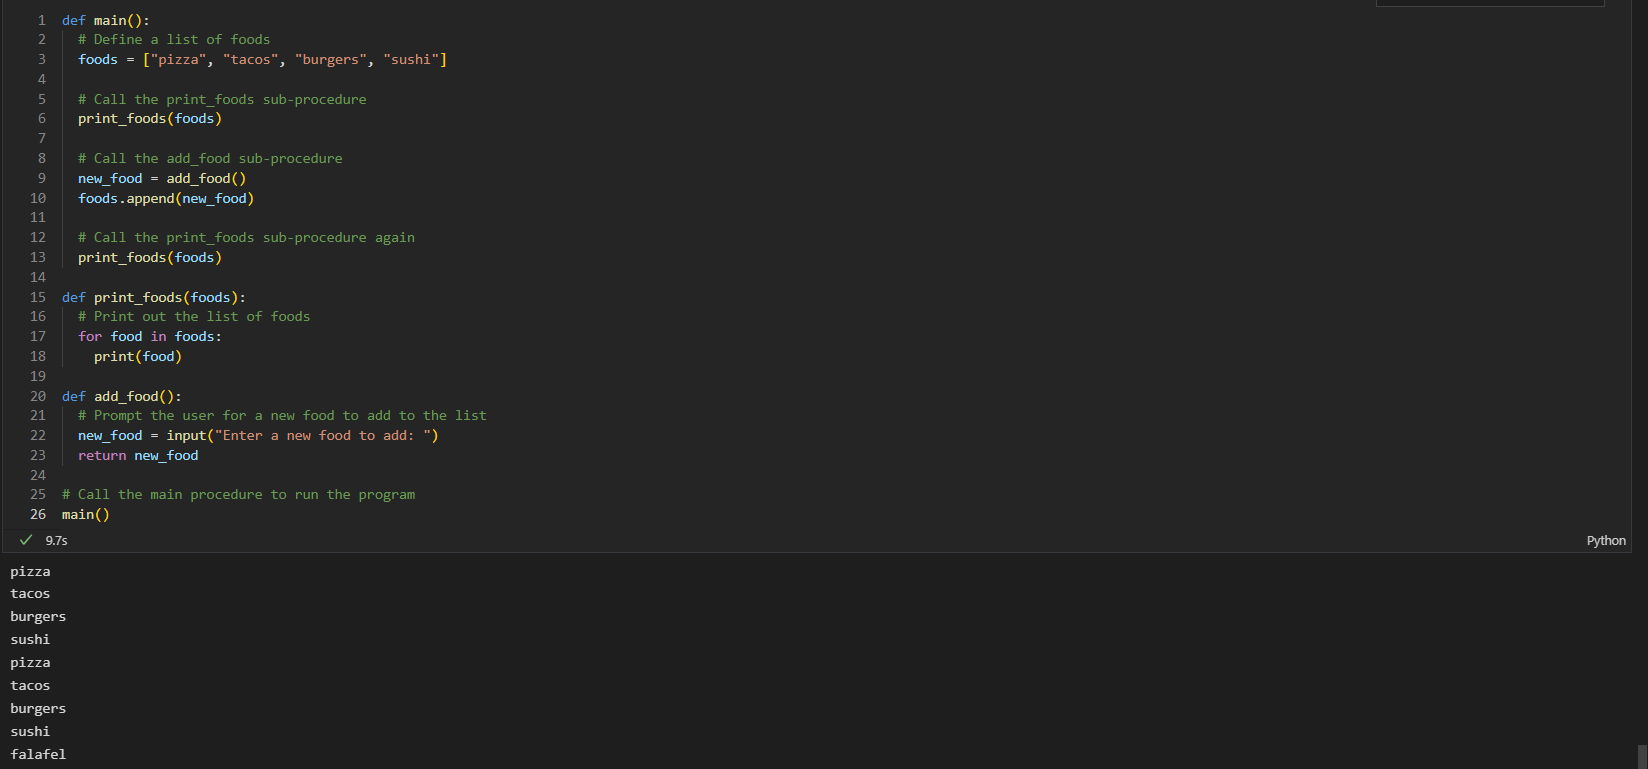 1 def main():
2   # Define a list of foods
3   foods = ["pizza", "tacos", "burgers", "sushi"]
4
5   # Call the print_foods sub-procedure
6   print_foods(foods)
7
8   # Call the add_food sub-procedure
9   new_food = add_food()
10   foods.append(new_food)
11
12   # Call the print_foods sub-procedure again
13   print_foods(foods)
14
15 def print_foods(foods):
16   # Print out the list of foods
17   for food in foods:
18     print(food)
19
20 def add_food():
21   # Prompt the user for a new food to add to the list
22   new_food = input("Enter a new food to add: ")
23   return new_food
24
25 # Call the main procedure to run the program
26 main()
9.7s Python
pizza
tacos
burgers
sushi
pizza
tacos
burgers
sushi
falafel